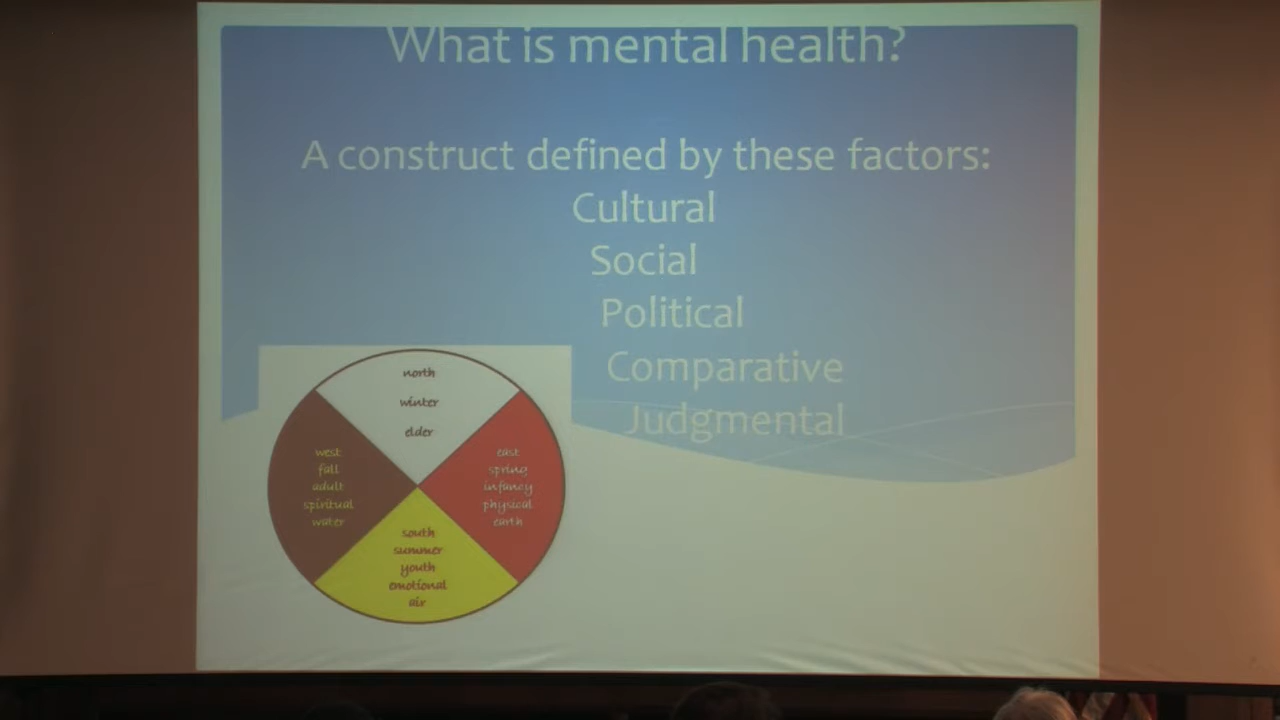 What is mental health?
A construct defined by these factors:
Cultural
Social
Political
Comparative
Judgmental
north
winter
elder
west
fall
adult
spiritual
water
east
spring
infancy
physical
earth
south
summer
youth
emotional
air